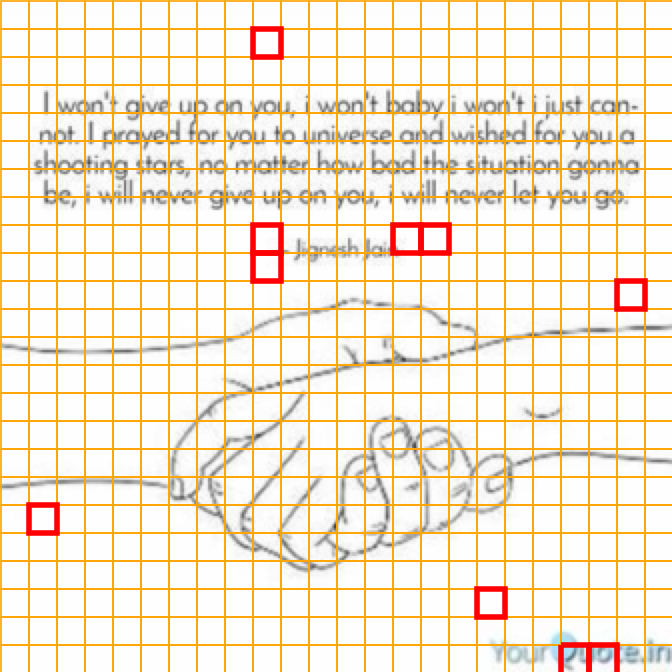 I won't give up on you, i won't baby i won't i just can-
not. I prayed for you to universe and wished for you a
shooting stars, no matter how bad the situation gonna
be, i will never give up on you, i will never let you go.
- Jignesh Jain
YourQuote.in